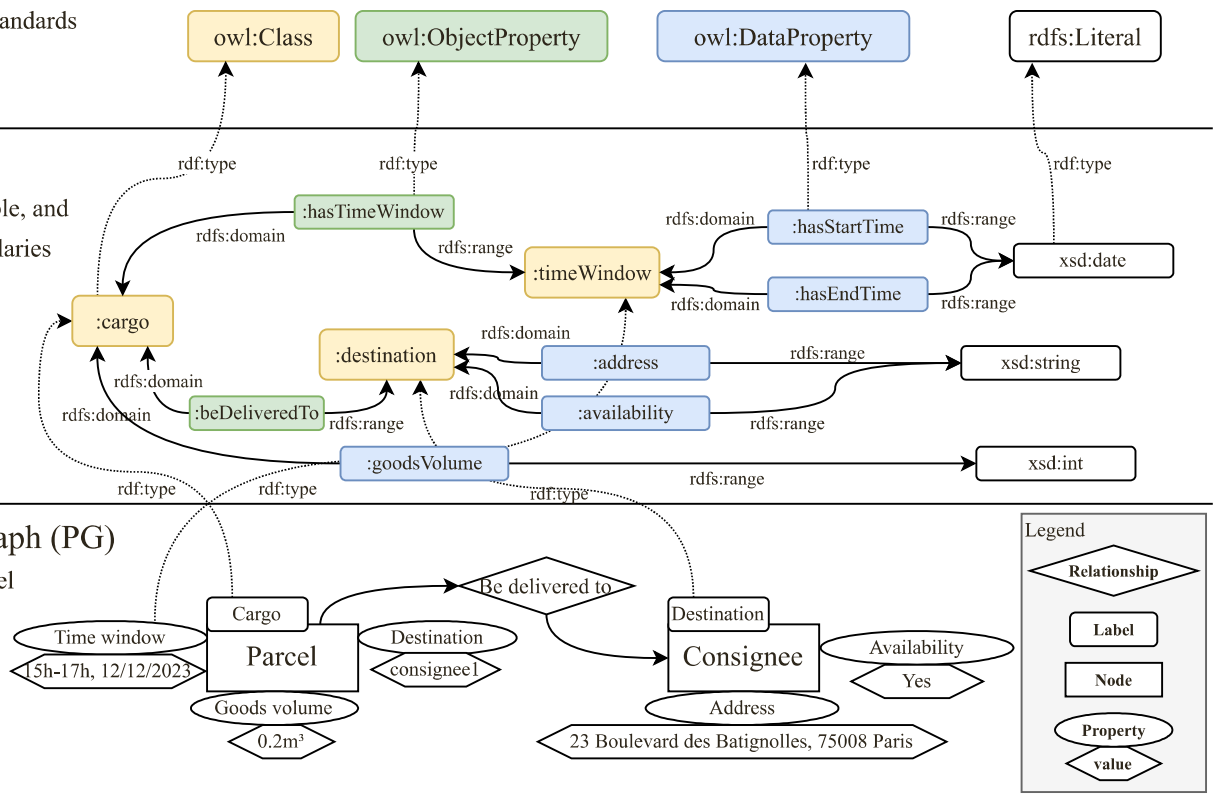 andards
owl:Class
owl:ObjectProperty
owl:DataProperty
rdfs:Literal
rdf:type
rdf:type
rdf:type
rdf:type
ple, and
laries
:hasTimeWindow
rdfs:domain
rdfs:range
:timeWindow
rdfs:domain
:hasStartTime
rdfs:range
xsd:date
rdfs:domain
:hasEndTime
rdfs:range
:cargo
:destination
rdfs:domain
:address
rdfs:range
xsd:string
rdfs:domain
rdfs:domain
:beDeliveredTo
rdfs:range
rdfs:domain
:availability
rdfs:range
:goodsVolume
rdfs:range
xsd:int
rdf:type
rdf:type
rdf:type
aph (PG)
el
Time window
15h-17h, 12/12/2023
Cargo
Parcel
Goods volume
0.2m³
Destination
consignee1
Be delivered to
Destination
Consignee
Address
23 Boulevard des Batignolles, 75008 Paris
Availability
Yes
Legend
Relationship
Label
Node
Property
value